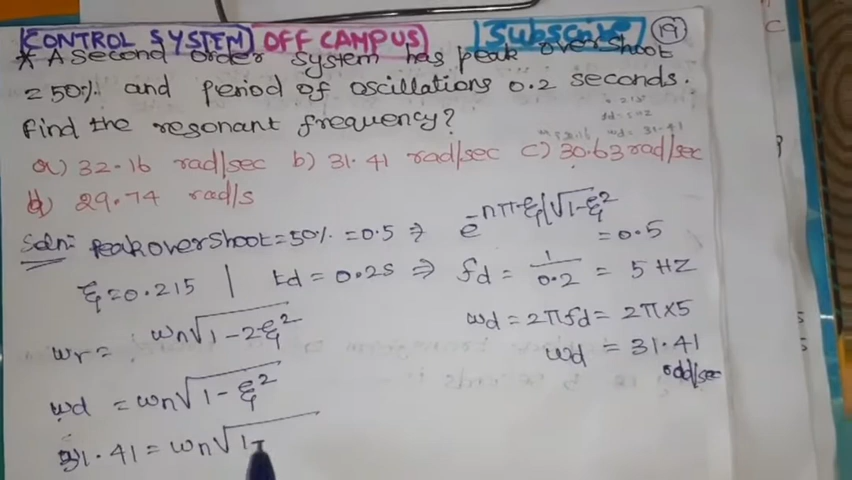 CONTROL SYSTEM OFF CAMPUS Subscribe 19
* A second order system has peak overshoot
= 50% and period of oscillations 0.2 seconds.
Find the resonant frequency?
a) 32.16 rad/sec b) 31.41 rad/sec c) 30.63 rad/sec
d) 29.74 rad/s
Soln: Peak overshoot = 50% = 0.5 ⇒ e^-nπξ/√1-ξ² = 0.5
ξ = 0.215 | td = 0.2s ⇒ fd = 1/0.2 = 5 HZ
ωr = ωn√1-2ξ²
ωd = 2πfd = 2π×5
ωd = 31.41 rad/sec
ωd = ωn√1-ξ²
31.41 = ωn√1-